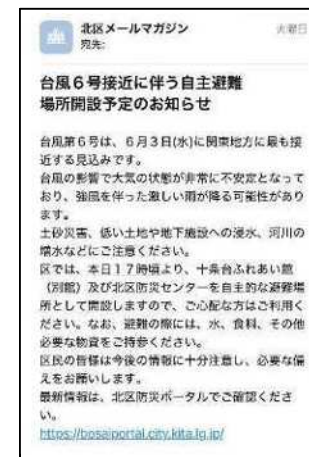 北区メールマガジン
火曜日
宛先:
台風6号接近に伴う自主避難
場所開設予定のお知らせ
台風第6号は、6月3日(水)に関東地方に最も接
近する見込みです。
台風の影響で大気の状態が非常に不安定となって
おり、強風を伴った激しい雨が降る可能性があり
ます。
土砂災害、低い土地や地下施設への浸水、河川の
増水などにご注意ください。
区では、本日17時頃より、十条台ふれあい館
(別館)及び北区防災センターを自主的な避難場
所として開設しますので、ご心配な方はご利用く
ださい。なお、避難の際には、水、食料、その他
必要な物資をご持参ください。
区民の皆様は今後の情報に十分注意し、必要な備
えをお願いします。
最新情報は、北区防災ポータルでご確認くださ
い。
https://bosaiportal.city.kita.lg.jp/